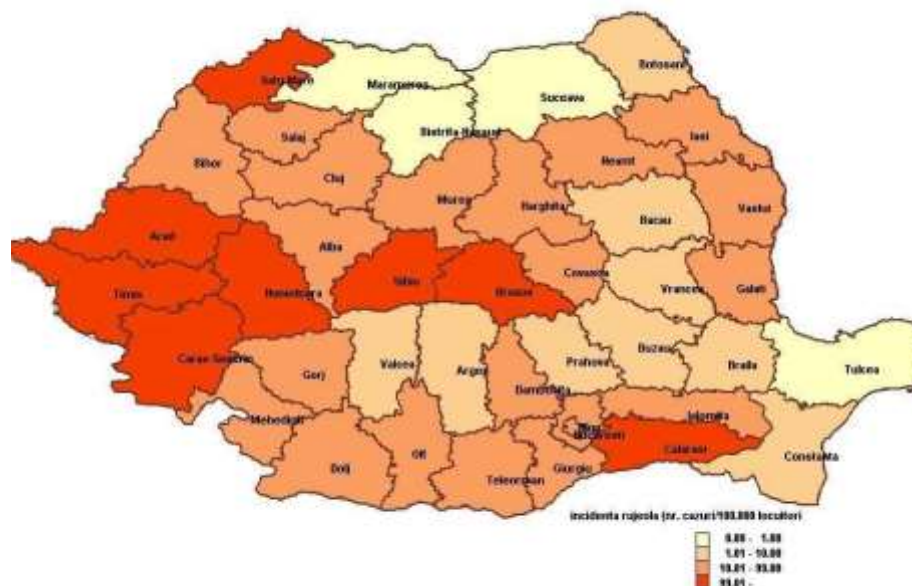 Botosani
Satu Mare
Maramures
Suceava
Bistrita-Nasaud
Iasi
Salaj
Neamt
Bihor
Cluj
Mures
Harghita
Bacau
Vaslui
Arad
Alba
Covasna
Sibiu
Brasov
Timis
Hunedoara
Vrancea
Galati
Caras Severin
Gorj
Valcea
Arges
Prahova
Buzau
Braila
Tulcea
Dambovita
Mehedinti
Ialomita
Bucuresti
Calarasi
Constanta
Dolj
Olt
Teleorman
Giurgiu
incidenta rujeola (nr. cazuri/100.000 locuitori)
0.00 - 1.00
1.01 - 10.00
10.01 - 99.00
99.01 -